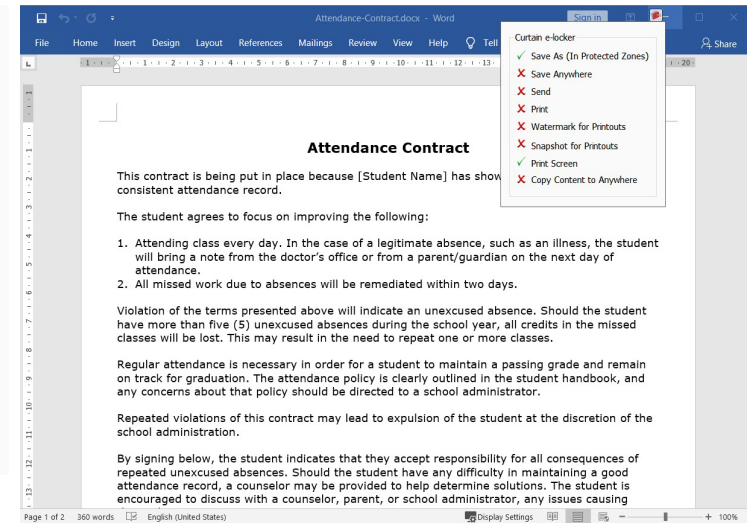 Attendance-Contract.docx - Word
Sign in
File Home Insert Design Layout References Mailings Review View Help Tell
Share
Curtain e-locker
Save As (In Protected Zones)
Save Anywhere
Send
Print
Watermark for Printouts
Snapshot for Printouts
Print Screen
Copy Content to Anywhere
Attendance Contract
This contract is being put in place because [Student Name] has
consistent attendance record.
The student agrees to focus on improving the following:
1. Attending class every day. In the case of a legitimate absence, such as an illness, the student
will bring a note from the doctor's office or from a parent/guardian on the next day of
attendance.
2. All missed work due to absences will be remediated within two days.
Violation of the terms presented above will indicate an unexcused absence. Should the student
have more than five (5) unexcused absences during the school year, all credits in the missed
classes will be lost. This may result in the need to repeat one or more classes.
Regular attendance is necessary in order for a student to maintain a passing grade and remain
on track for graduation. The attendance policy is clearly outlined in the student handbook, and
any concerns about that policy should be directed to a school administrator.
Repeated violations of this contract may lead to expulsion of the student at the discretion of the
school administration.
By signing below, the student indicates that they accept responsibility for all consequences of
repeated unexcused absences. Should the student have any difficulty in maintaining a good
attendance record, a counselor may be provided to help determine solutions. The student is
encouraged to discuss with a counselor, parent, or school administrator, any issues causing
Page 1 of 2 360 words English (United States) Display Settings 100%